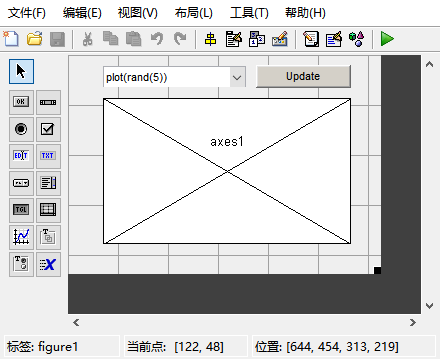 文件(F) 编辑(E) 视图(V) 布局(L) 工具(T) 帮助(H)
plot(rand(5)) Update
axes1
OK
EDIT TXT
TGL
标签: figure1 当前点: [122, 48] 位置: [644, 454, 313, 219]